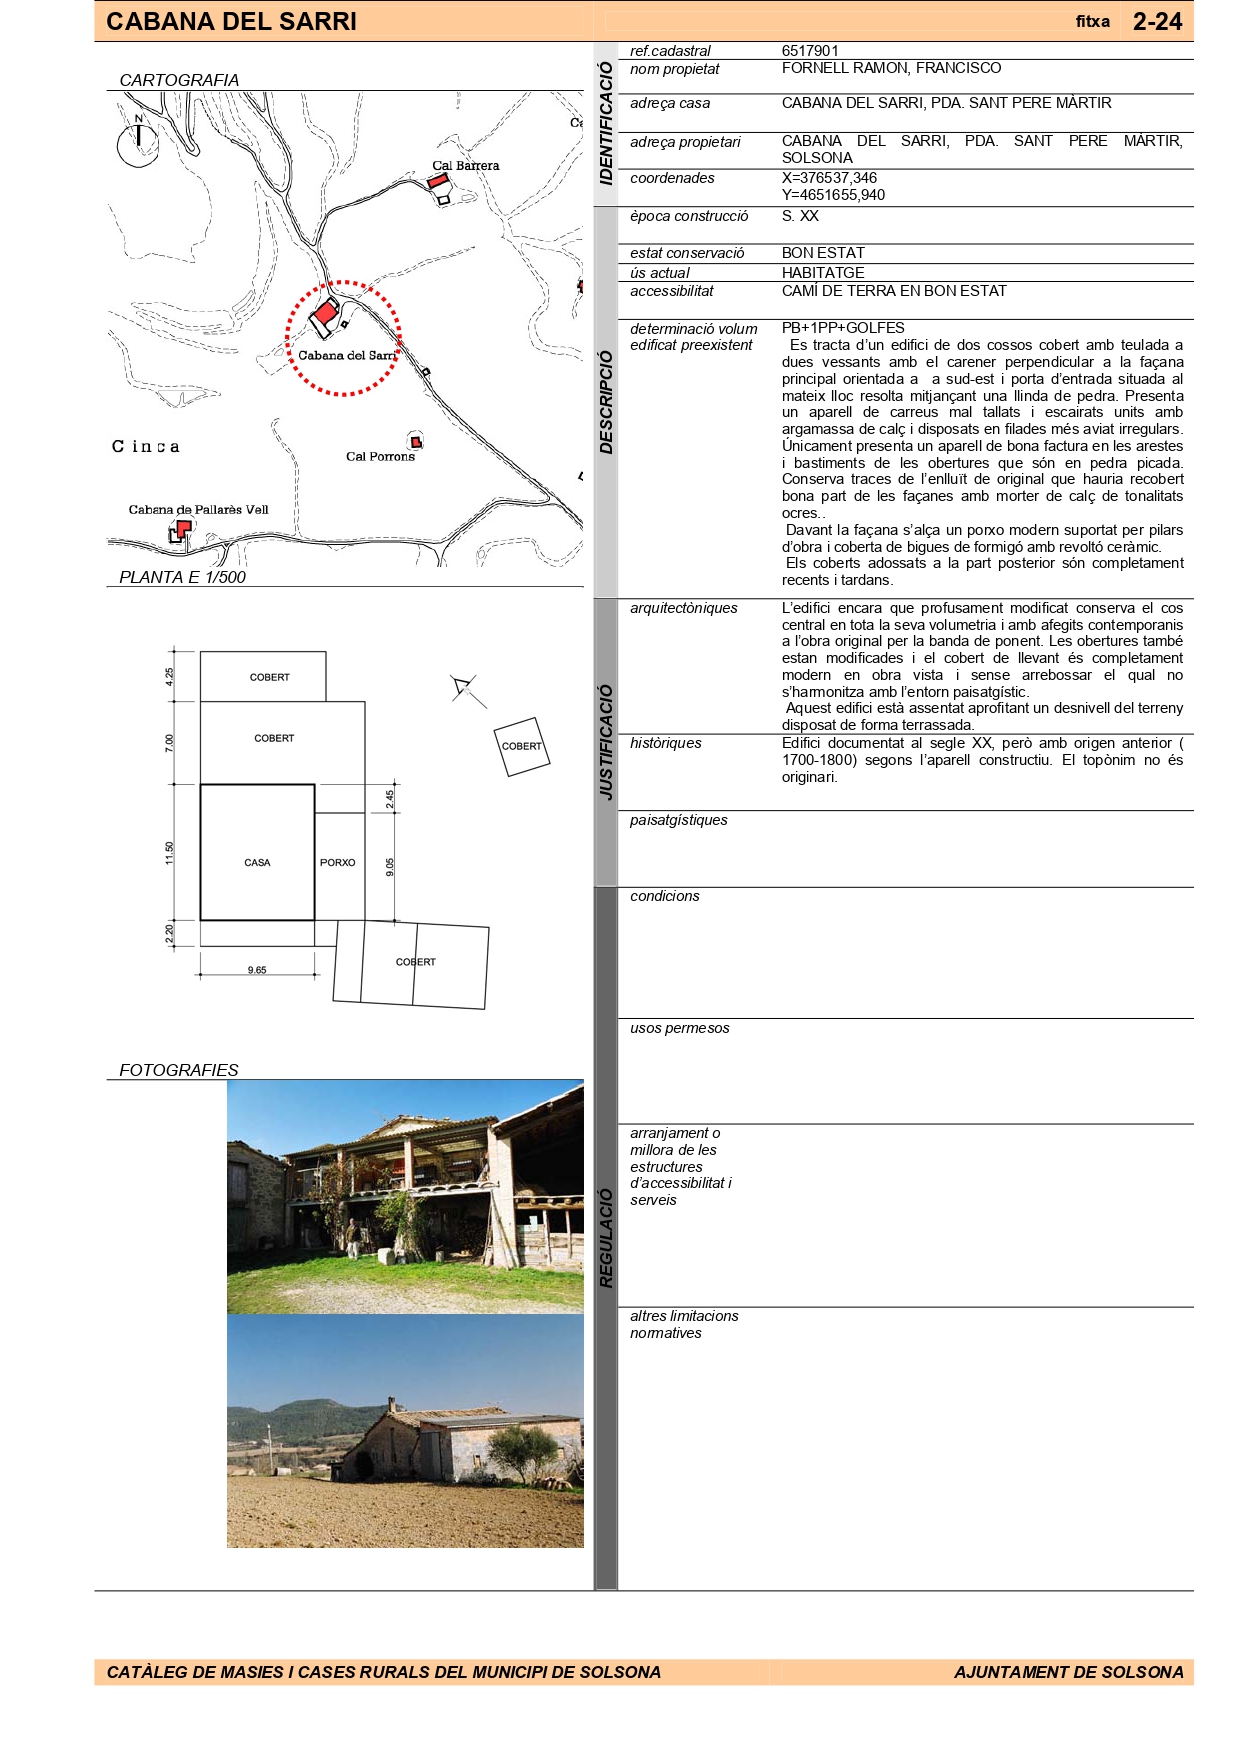 CABANA DEL SARRI
fitxa 2-24
CARTOGRAFIA
N
Cal Barrera
Cabana del Sarri
Cinca
Cal Porrons
Cabana de Pallarès Vell
PLANTA E 1/500
4.25
COBERT
7.00
COBERT
COBERT
2.45
11.50
CASA
PORXO
9.05
2.20
COBERT
9.65
FOTOGRAFIES
IDENTIFICACIÓ
ref.cadastral 6517901
nom propietat FORNELL RAMON, FRANCISCO
adreça casa CABANA DEL SARRI, PDA. SANT PERE MÀRTIR
adreça propietari CABANA DEL SARRI, PDA. SANT PERE MÀRTIR,
SOLSONA
coordenades X=376537,346
Y=4651655,940
DESCRIPCIÓ
època construcció S. XX
estat conservació BON ESTAT
ús actual HABITATGE
accessibilitat CAMÍ DE TERRA EN BON ESTAT
determinació volum PB+1PP+GOLFES
edificat preexistent Es tracta d’un edifici de dos cossos cobert amb teulada a
dues vessants amb el carener perpendicular a la façana
principal orientada a a sud-est i porta d’entrada situada al
mateix lloc resolta mitjançant una llinda de pedra. Presenta
un aparell de carreus mal tallats i escairats units amb
argamassa de calç i disposats en filades més aviat irregulars.
Únicament presenta un aparell de bona factura en les arestes
i bastiments de les obertures que són en pedra picada.
Conserva traces de l’enlluït de original que hauria recobert
bona part de les façanes amb morter de calç de tonalitats
ocres..
Davant la façana s’alça un porxo modern suportat per pilars
d’obra i coberta de bigues de formigó amb revoltó ceràmic.
Els coberts adossats a la part posterior són completament
recents i tardans.
JUSTIFICACIÓ
arquitectòniques L’edifici encara que profusament modificat conserva el cos
central en tota la seva volumetria i amb afegits contemporanis
a l’obra original per la banda de ponent. Les obertures també
estan modificades i el cobert de llevant és completament
modern en obra vista i sense arrebossar el qual no
s’harmonitza amb l’entorn paisatgístic.
Aquest edifici està assentat aprofitant un desnivell del terreny
disposat de forma terrassada.
històriques Edifici documentat al segle XX, però amb origen anterior (
1700-1800) segons l’aparell constructiu. El topònim no és
originari.
paisatgístiques
REGULACIÓ
condicions
usos permesos
arranjament o
millora de les
estructures
d’accessibilitat i
serveis
altres limitacions
normatives
CATÀLEG DE MASIES I CASES RURALS DEL MUNICIPI DE SOLSONA AJUNTAMENT DE SOLSONA